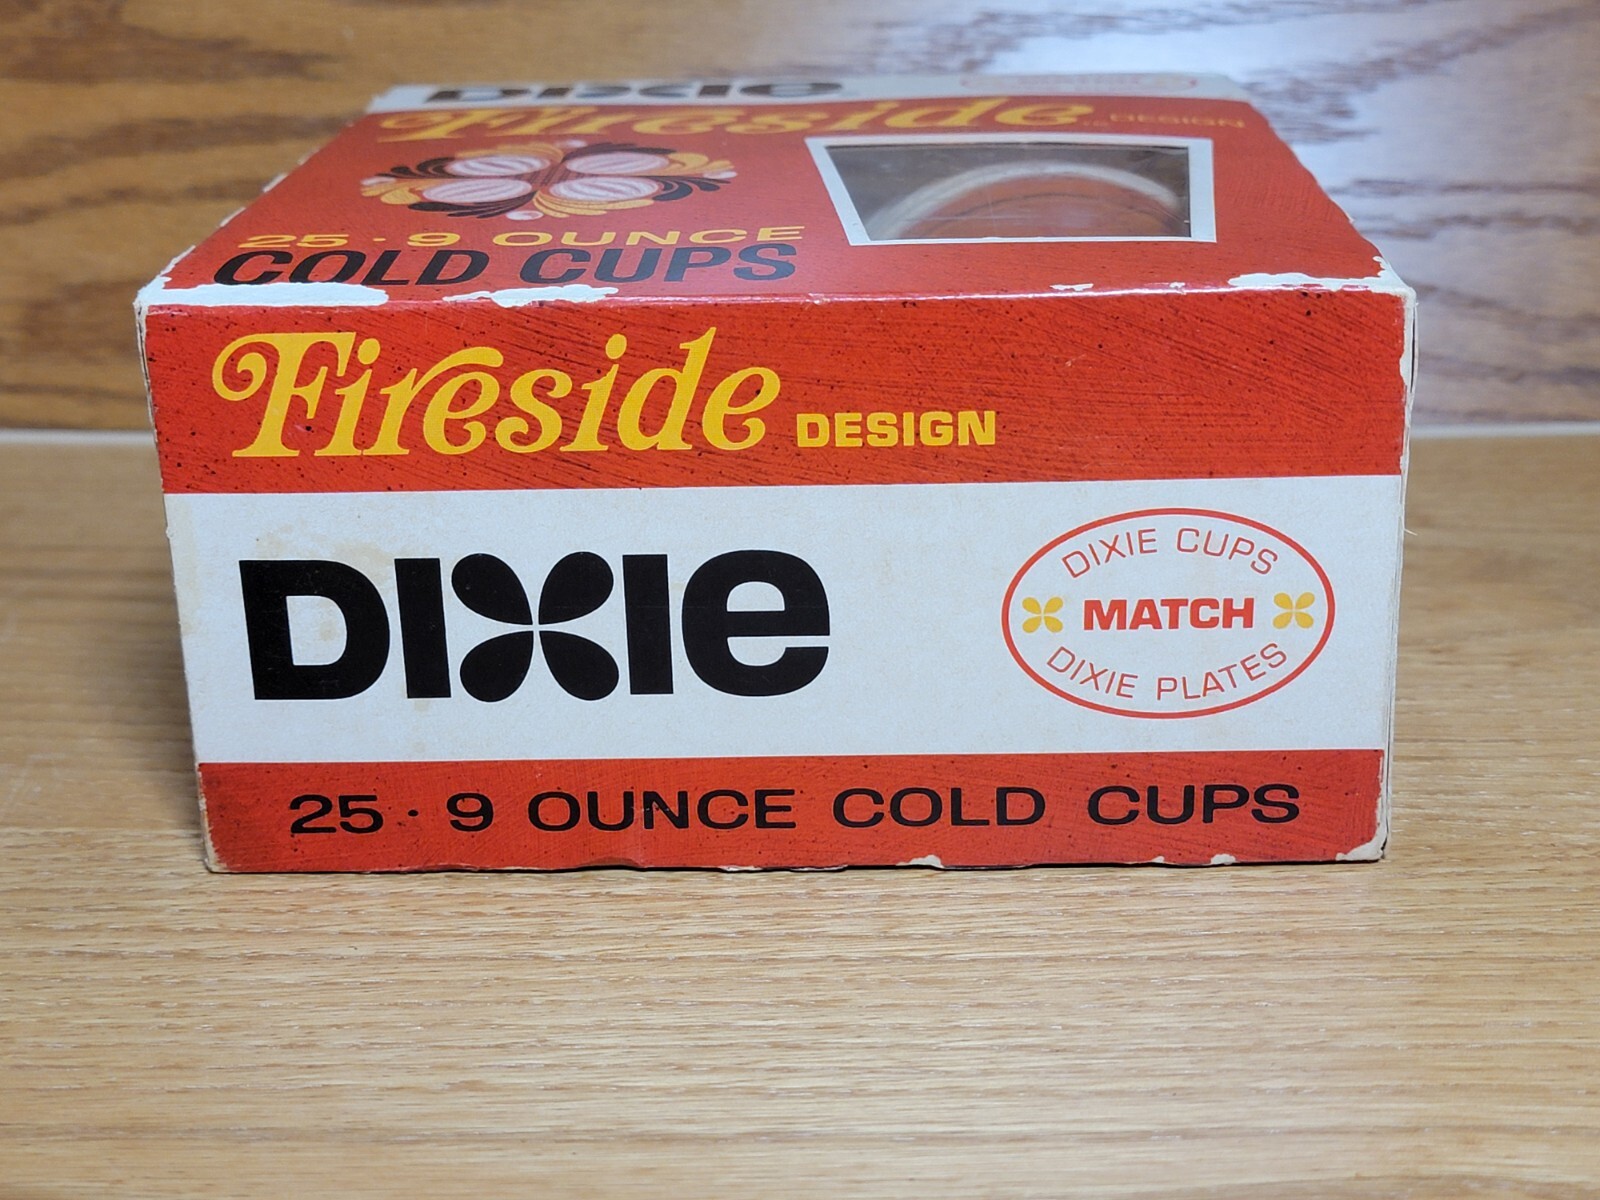 DIXIE
Fireside DESIGN
25 · 9 OUNCE
COLD CUPS
Fireside DESIGN
DIXIE
DIXIE CUPS
MATCH
DIXIE PLATES
25 · 9 OUNCE COLD CUPS